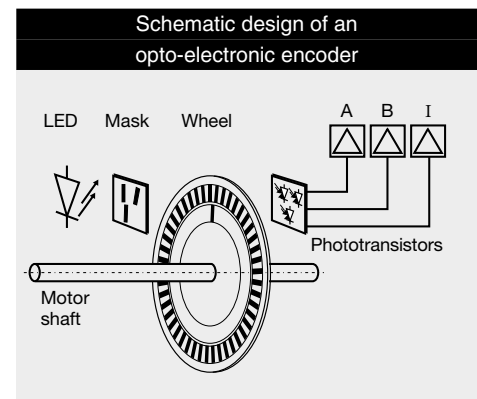 Schematic design of an
opto-electronic encoder
A B I
LED Mask Wheel
Phototransistors
Motor
shaft